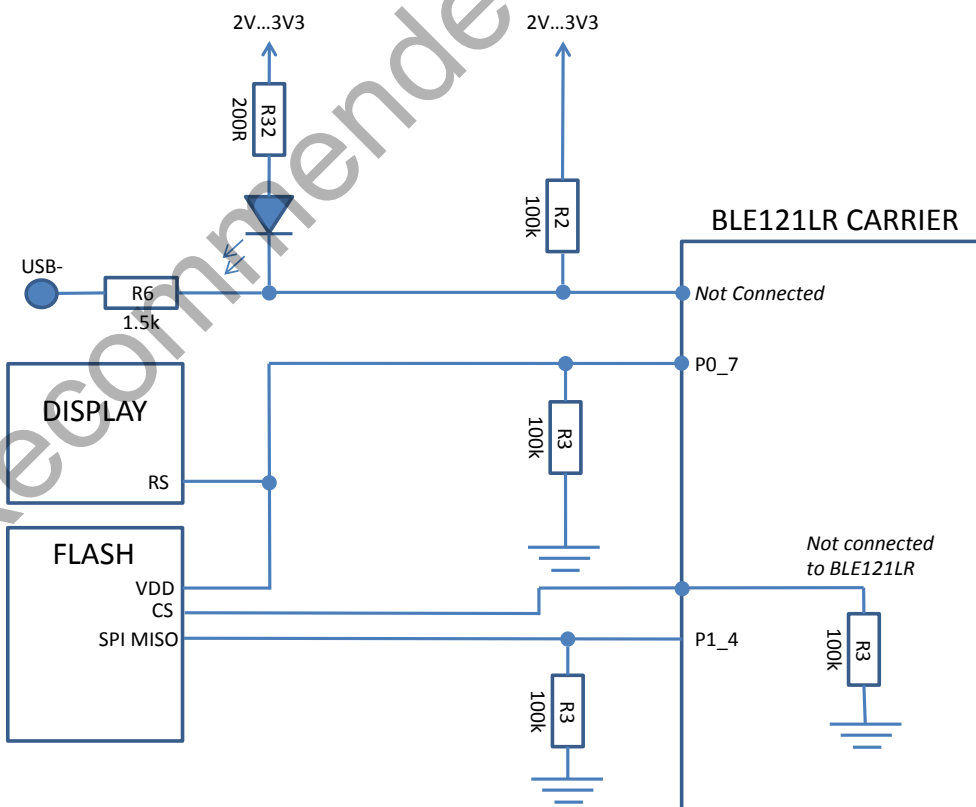 2V...3V3
2V...3V3
R32
200R
R2
100k
BLE121LR CARRIER
USB-
R6
1.5k
Not Connected
P0_7
DISPLAY
R3
100k
RS
FLASH
Not connected
to BLE121LR
VDD
CS
SPI MISO
P1_4
R3
100k
R3
100k